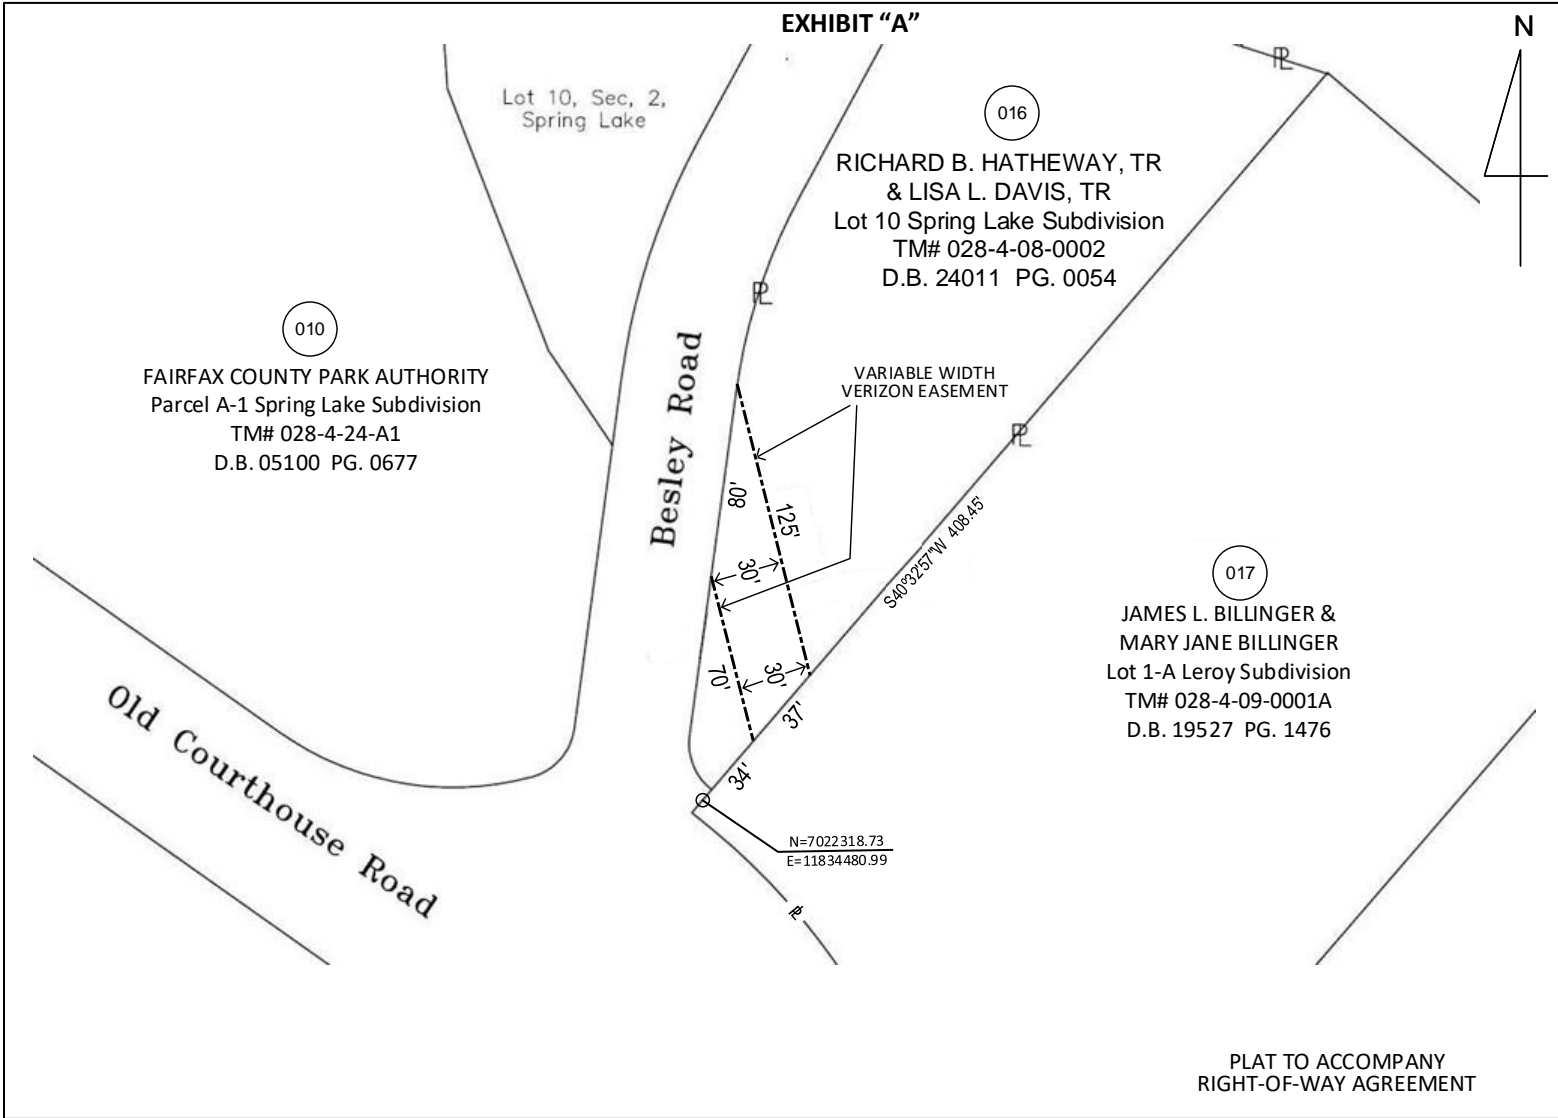 EXHIBIT “A”
N
Lot 10, Sec, 2,
Spring Lake
PL
016
RICHARD B. HATHEWAY, TR
& LISA L. DAVIS, TR
Lot 10 Spring Lake Subdivision
TM# 028-4-08-0002
D.B. 24011 PG. 0054
PL
010
FAIRFAX COUNTY PARK AUTHORITY
Parcel A-1 Spring Lake Subdivision
TM# 028-4-24-A1
D.B. 05100 PG. 0677
Besley Road
VARIABLE WIDTH
VERIZON EASEMENT
PL
80'
125'
30'
S40°32'57"W 408.45'
70'
30'
37'
34'
017
JAMES L. BILLINGER &
MARY JANE BILLINGER
Lot 1-A Leroy Subdivision
TM# 028-4-09-0001A
D.B. 19527 PG. 1476
Old Courthouse Road
N=7022318.73
E=11834480.99
PL
PLAT TO ACCOMPANY
RIGHT-OF-WAY AGREEMENT